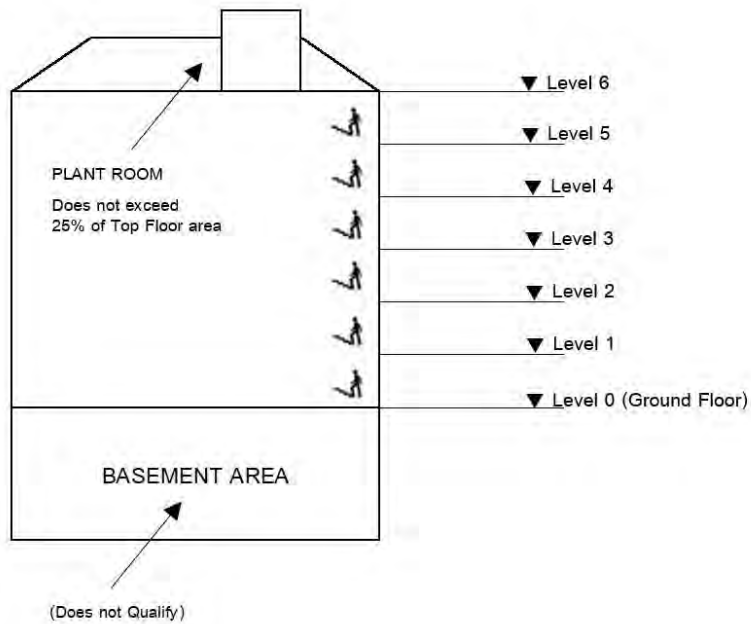 Level 6
Level 5
PLANT ROOM
Does not exceed
25% of Top Floor area
Level 4
Level 3
Level 2
Level 1
Level 0 (Ground Floor)
BASEMENT AREA
(Does not Qualify)